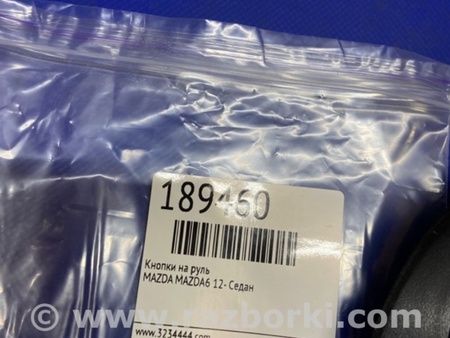 189460
Кнопки на руль
MAZDA MAZDA6 12- Седан
www.3234444.com
© www.razborki.com